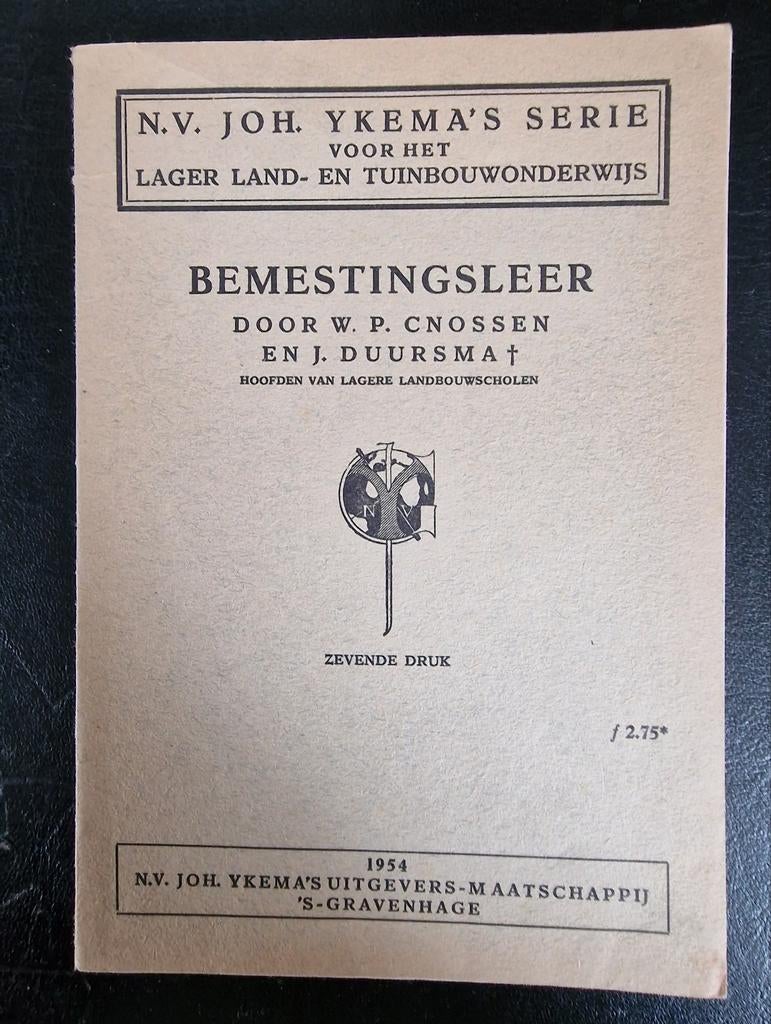 N.V. JOH. YKEMA'S SERIE
VOOR HET
LAGER LAND- EN TUINBOUWONDERWIJS
BEMESTINGSLEER
DOOR W. P. CNOSSEN
EN J. DUURSMA †
HOOFDEN VAN LAGERE LANDBOUWSCHOLEN
N V
ZEVENDE DRUK
ƒ 2.75*
1954
N.V. JOH. YKEMA'S UITGEVERS-MAATSCHAPPIJ
'S-GRAVENHAGE